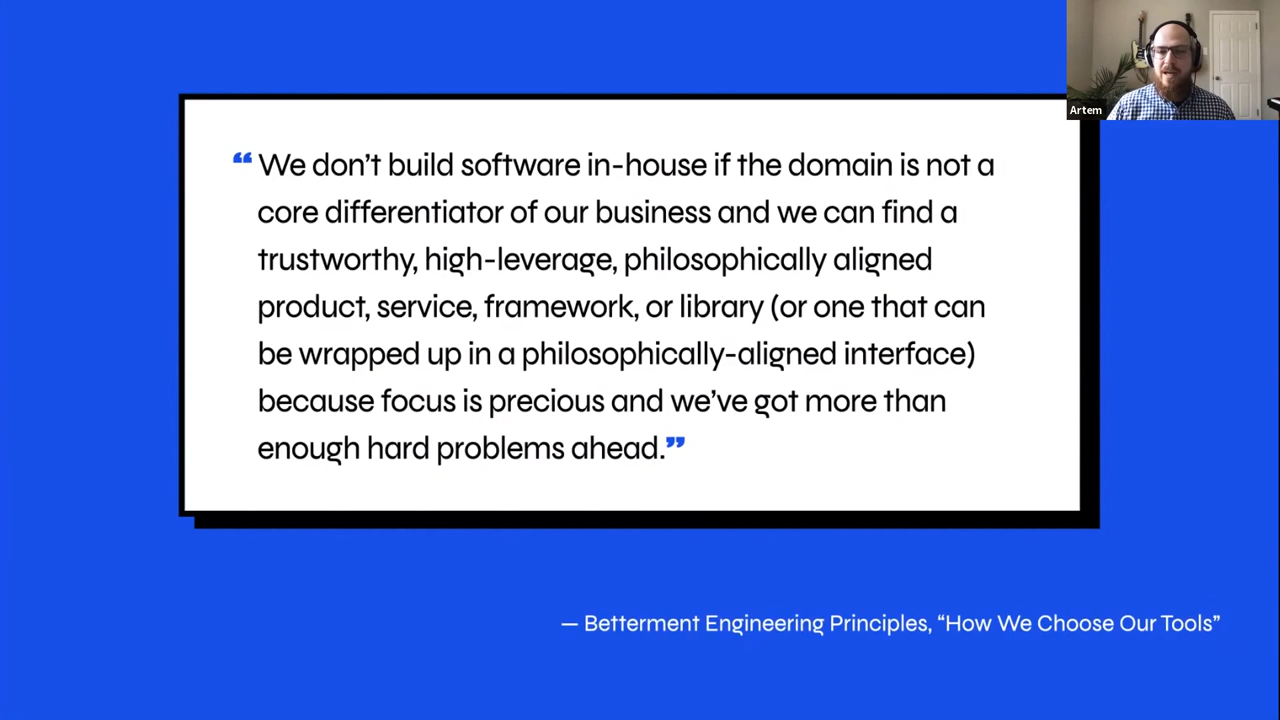 Artem
“We don’t build software in-house if the domain is not a
core differentiator of our business and we can find a
trustworthy, high-leverage, philosophically aligned
product, service, framework, or library (or one that can
be wrapped up in a philosophically-aligned interface)
because focus is precious and we’ve got more than
enough hard problems ahead.”
— Betterment Engineering Principles, “How We Choose Our Tools”